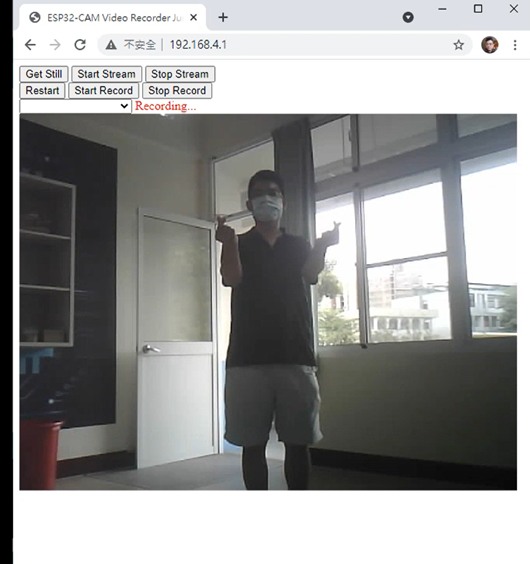 ESP32-CAM Video Recorder Ju
不安全 192.168.4.1
Get Still Start Stream Stop Stream
Restart Start Record Stop Record
Recording...